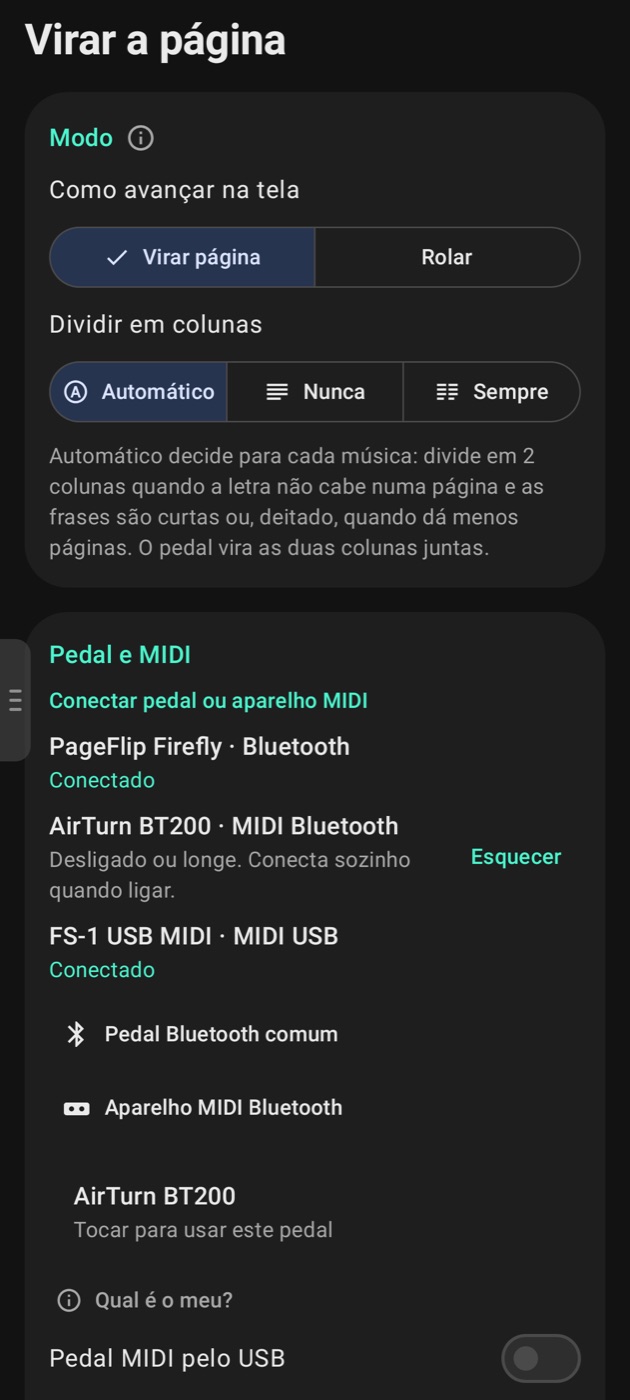 Virar a página
Modo
Como avançar na tela
Virar página
Rolar
Dividir em colunas
Automático
Nunca
Sempre
Automático decide para cada música: divide em 2
colunas quando a letra não cabe numa página e as
frases são curtas ou, deitado, quando dá menos
páginas. O pedal vira as duas colunas juntas.
Pedal e MIDI
Conectar pedal ou aparelho MIDI
PageFlip Firefly · Bluetooth
Conectado
AirTurn BT200 · MIDI Bluetooth
Desligado ou longe. Conecta sozinho
quando ligar.
Esquecer
FS-1 USB MIDI · MIDI USB
Conectado
Pedal Bluetooth comum
Aparelho MIDI Bluetooth
AirTurn BT200
Tocar para usar este pedal
Qual é o meu?
Pedal MIDI pelo USB